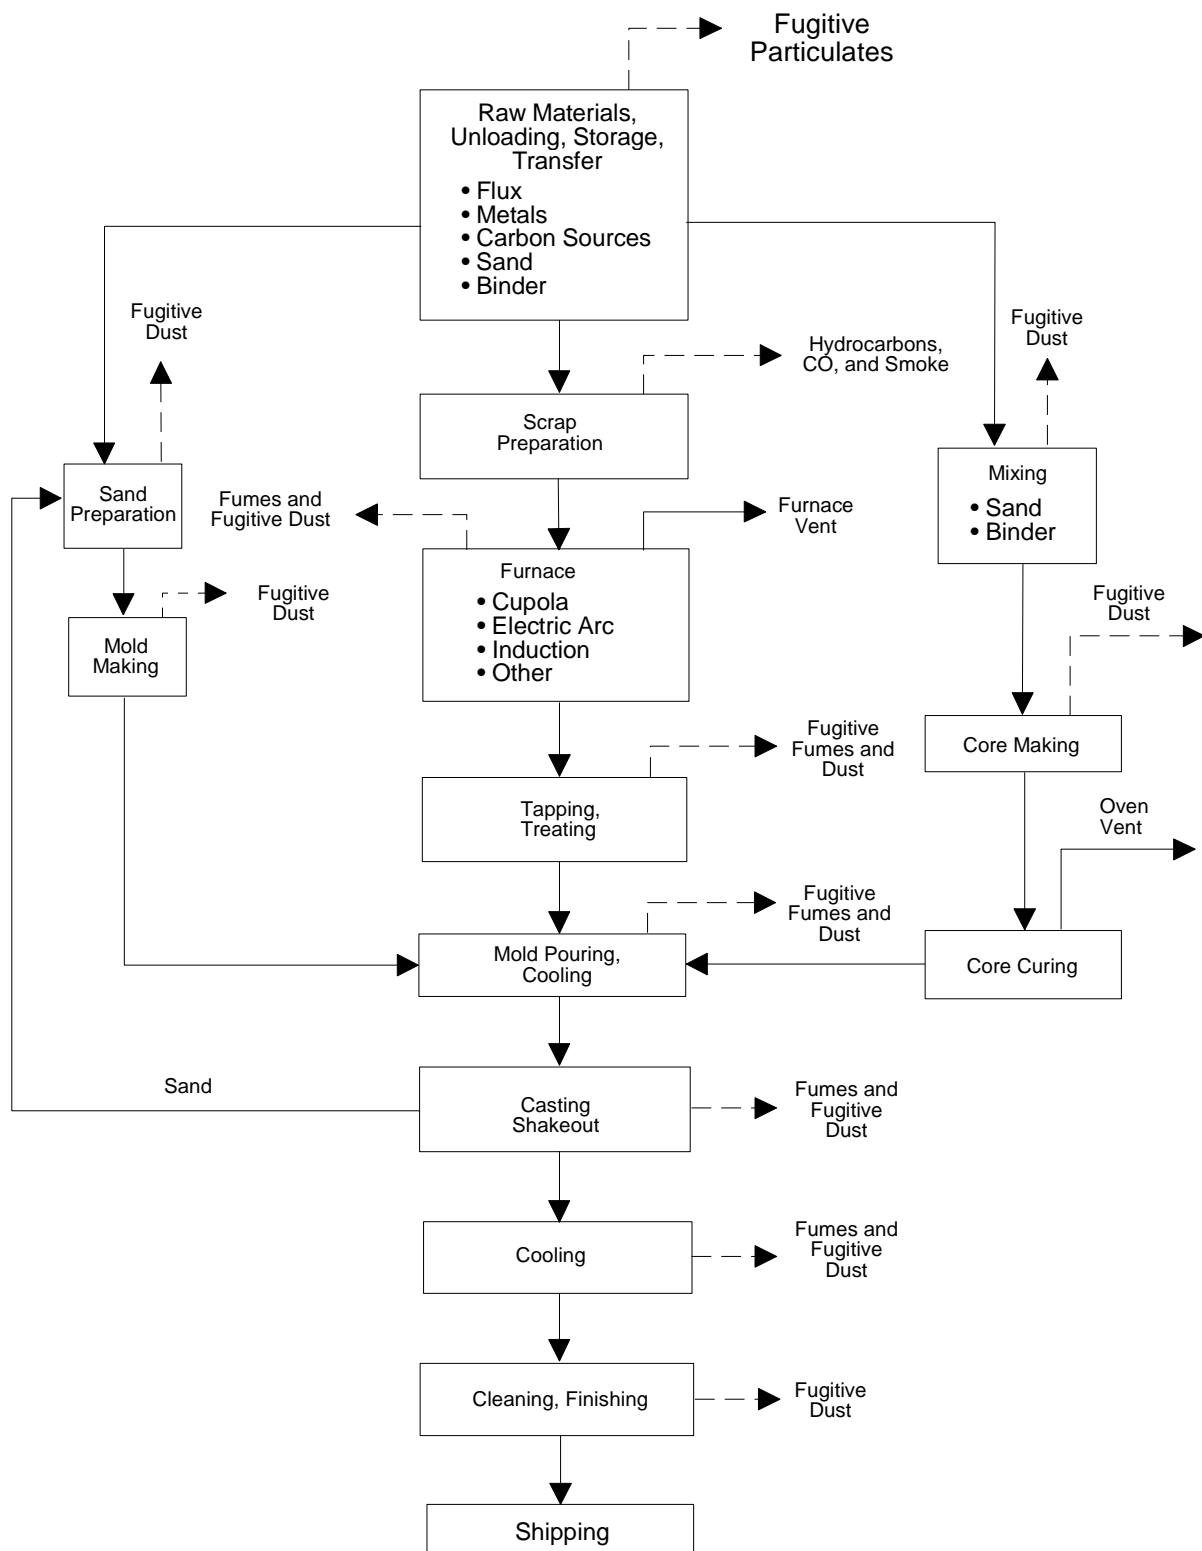 Fugitive
Particulates
Raw Materials,
Unloading, Storage,
Transfer
• Flux
• Metals
• Carbon Sources
• Sand
• Binder
Fugitive
Dust
Hydrocarbons,
CO, and Smoke
Fugitive
Dust
Scrap
Preparation
Mixing
• Sand
• Binder
Sand
Preparation
Fumes and
Fugitive Dust
Furnace
Vent
Furnace
• Cupola
• Electric Arc
• Induction
• Other
Fugitive
Dust
Fugitive
Dust
Mold
Making
Core Making
Fugitive
Fumes and
Dust
Tapping,
Treating
Oven
Vent
Fugitive
Fumes and
Dust
Mold Pouring,
Cooling
Core Curing
Sand
Casting
Shakeout
Fumes and
Fugitive
Dust
Cooling
Fumes and
Fugitive
Dust
Cleaning, Finishing
Fugitive
Dust
Shipping